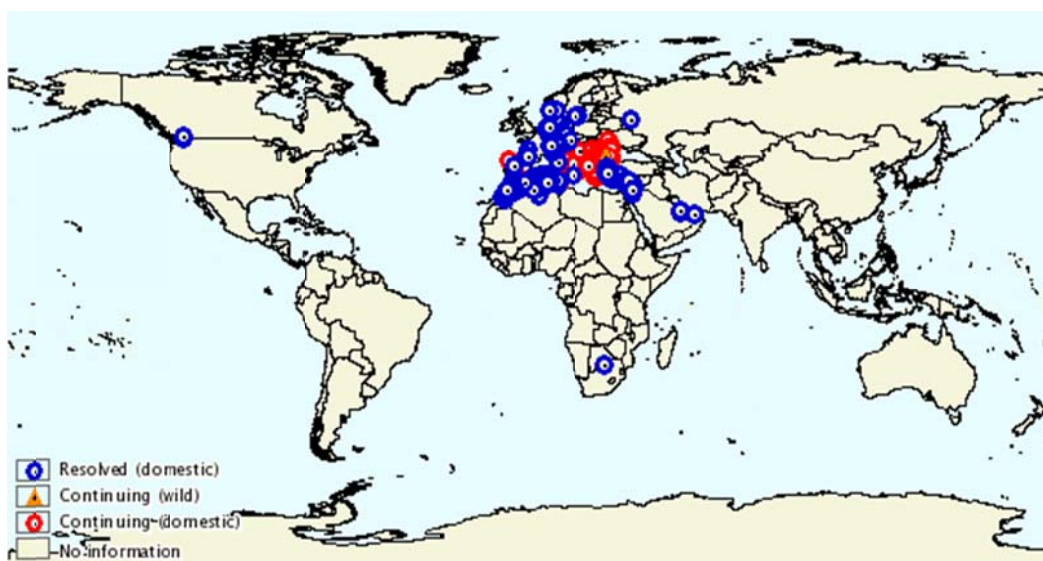 Resolved (domestic)
Continuing (wild)
Continuing (domestic)
No information